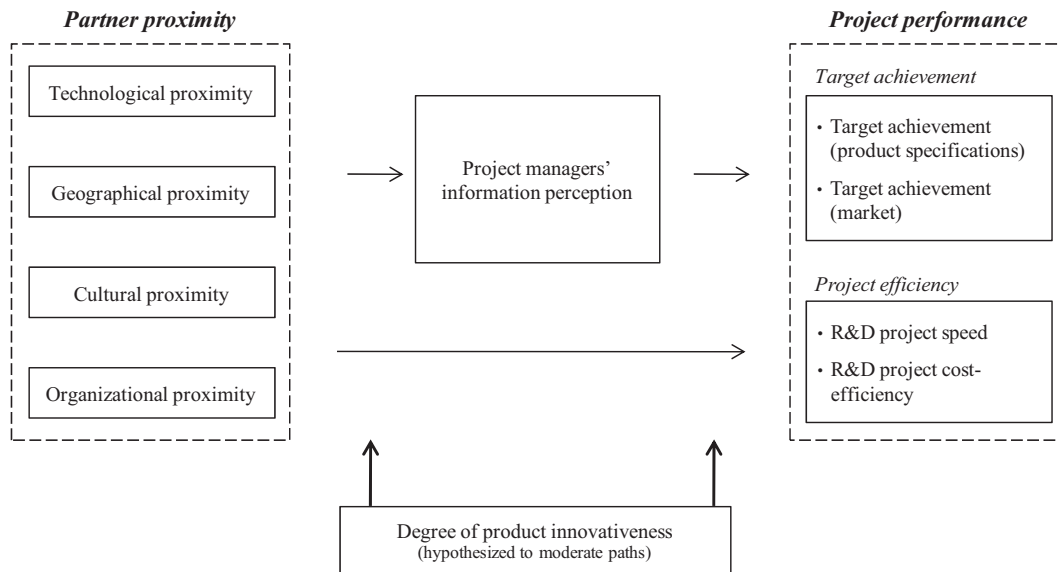 Partner proximity
Technological proximity
Geographical proximity
Cultural proximity
Organizational proximity
Project managers’
information perception
Project performance
Target achievement
• Target achievement
(product specifications)
• Target achievement
(market)
Project efficiency
• R&D project speed
• R&D project cost-
efficiency
Degree of product innovativeness
(hypothesized to moderate paths)